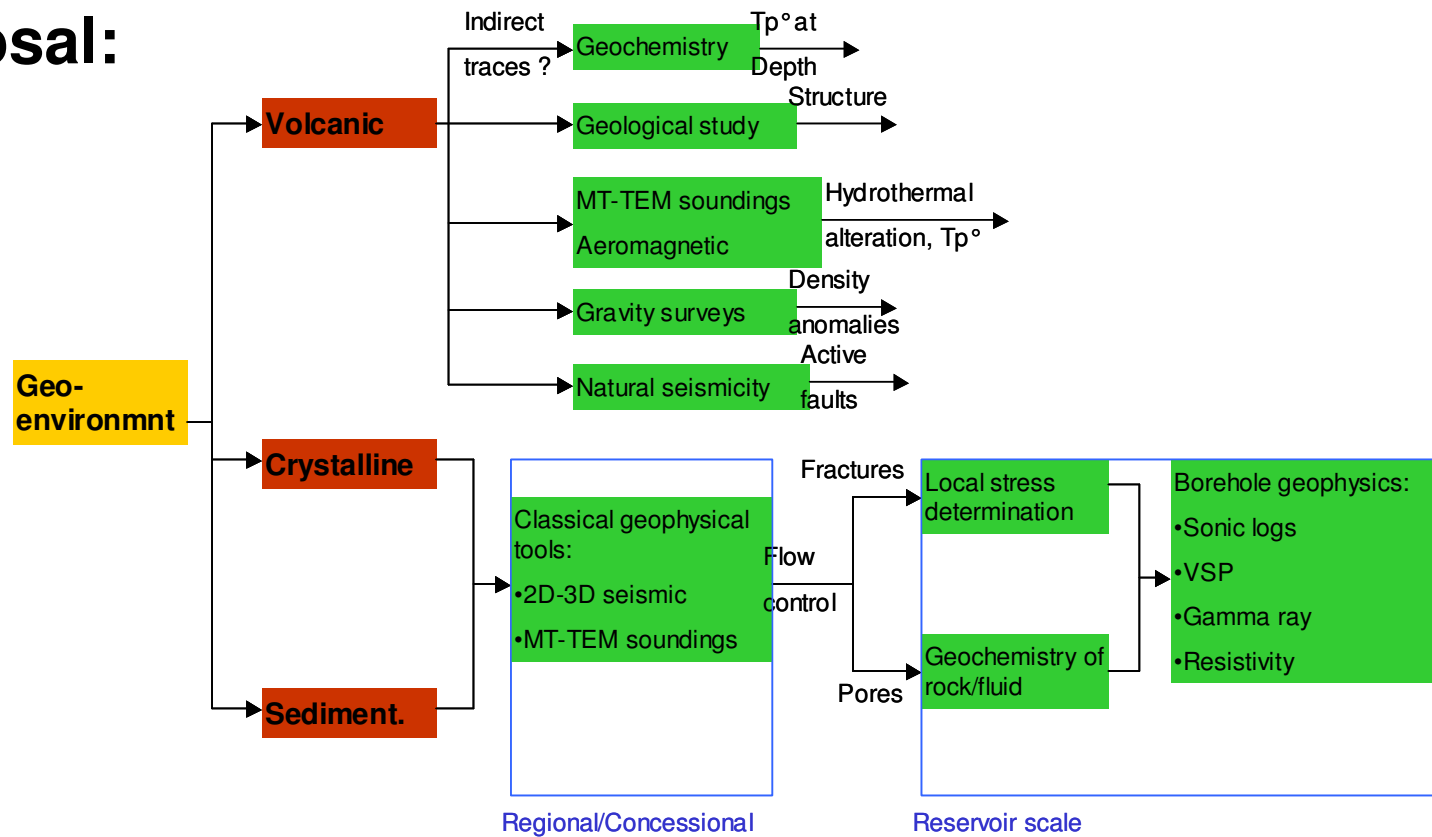 osal:
Indirect
traces ?
Geochemistry
Tp° at
Depth
Volcanic
Geological study
Structure
MT-TEM soundings
Aeromagnetic
Hydrothermal
alteration, Tp°
Gravity surveys
Density
anomalies
Natural seismicity
Active
faults
Geo-
environmnt
Crystalline
Sediment.
Classical geophysical
tools:
•2D-3D seismic
•MT-TEM soundings
Flow
control
Fractures
Pores
Local stress
determination
Geochemistry of
rock/fluid
Borehole geophysics:
•Sonic logs
•VSP
•Gamma ray
•Resistivity
Regional/Concessional
Reservoir scale